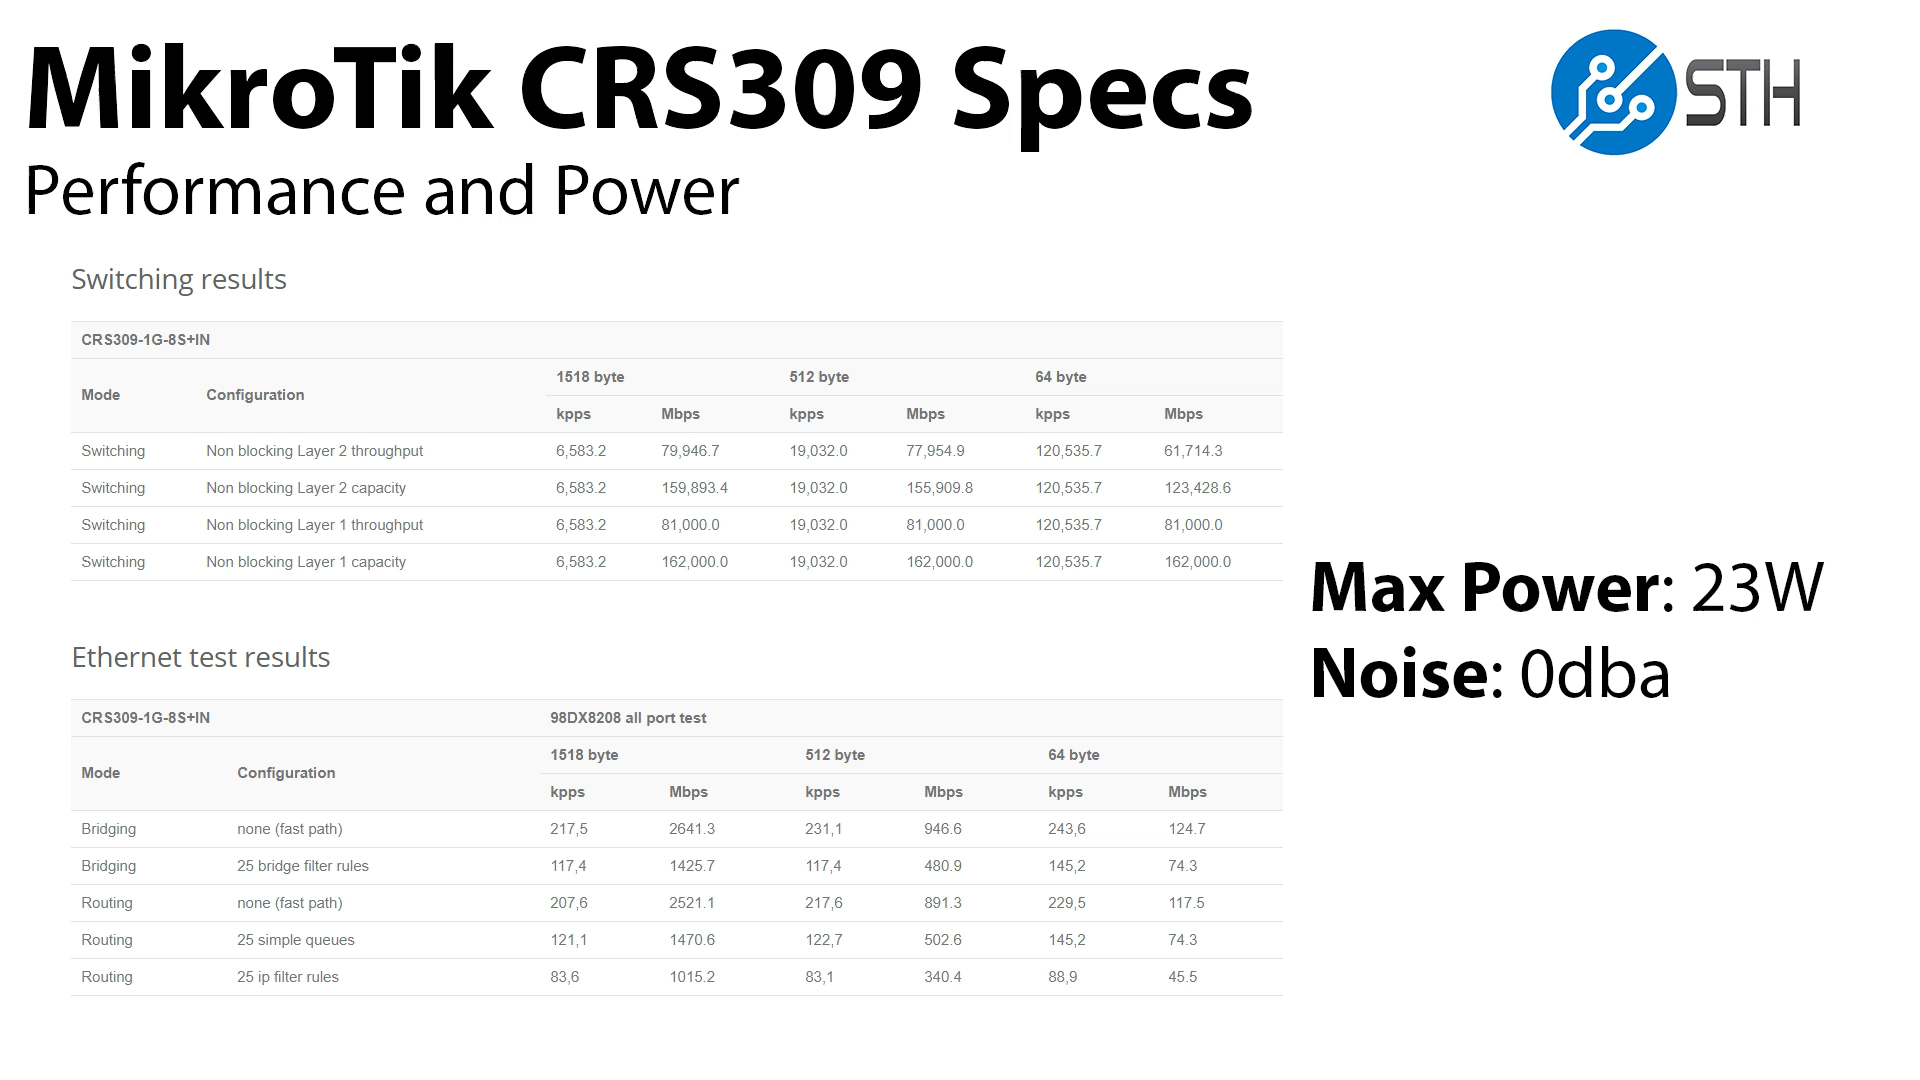 MikroTik CRS309 Specs
STH
Performance and Power
Switching results
CRS309-1G-8S+IN
Mode Configuration 1518 byte 512 byte 64 byte
kpps Mbps kpps Mbps kpps Mbps
Switching Non blocking Layer 2 throughput 6,583.2 79,946.7 19,032.0 77,954.9 120,535.7 61,714.3
Switching Non blocking Layer 2 capacity 6,583.2 159,893.4 19,032.0 155,909.8 120,535.7 123,428.6
Switching Non blocking Layer 1 throughput 6,583.2 81,000.0 19,032.0 81,000.0 120,535.7 81,000.0
Switching Non blocking Layer 1 capacity 6,583.2 162,000.0 19,032.0 162,000.0 120,535.7 162,000.0
Ethernet test results
CRS309-1G-8S+IN 98DX8208 all port test
Mode Configuration 1518 byte 512 byte 64 byte
kpps Mbps kpps Mbps kpps Mbps
Bridging none (fast path) 217,5 2641.3 231,1 946.6 243,6 124.7
Bridging 25 bridge filter rules 117,4 1425.7 117,4 480.9 145,2 74.3
Routing none (fast path) 207,6 2521.1 217,6 891.3 229,5 117.5
Routing 25 simple queues 121,1 1470.6 122,7 502.6 145,2 74.3
Routing 25 ip filter rules 83,6 1015.2 83,1 340.4 88,9 45.5
Max Power: 23W
Noise: 0dba